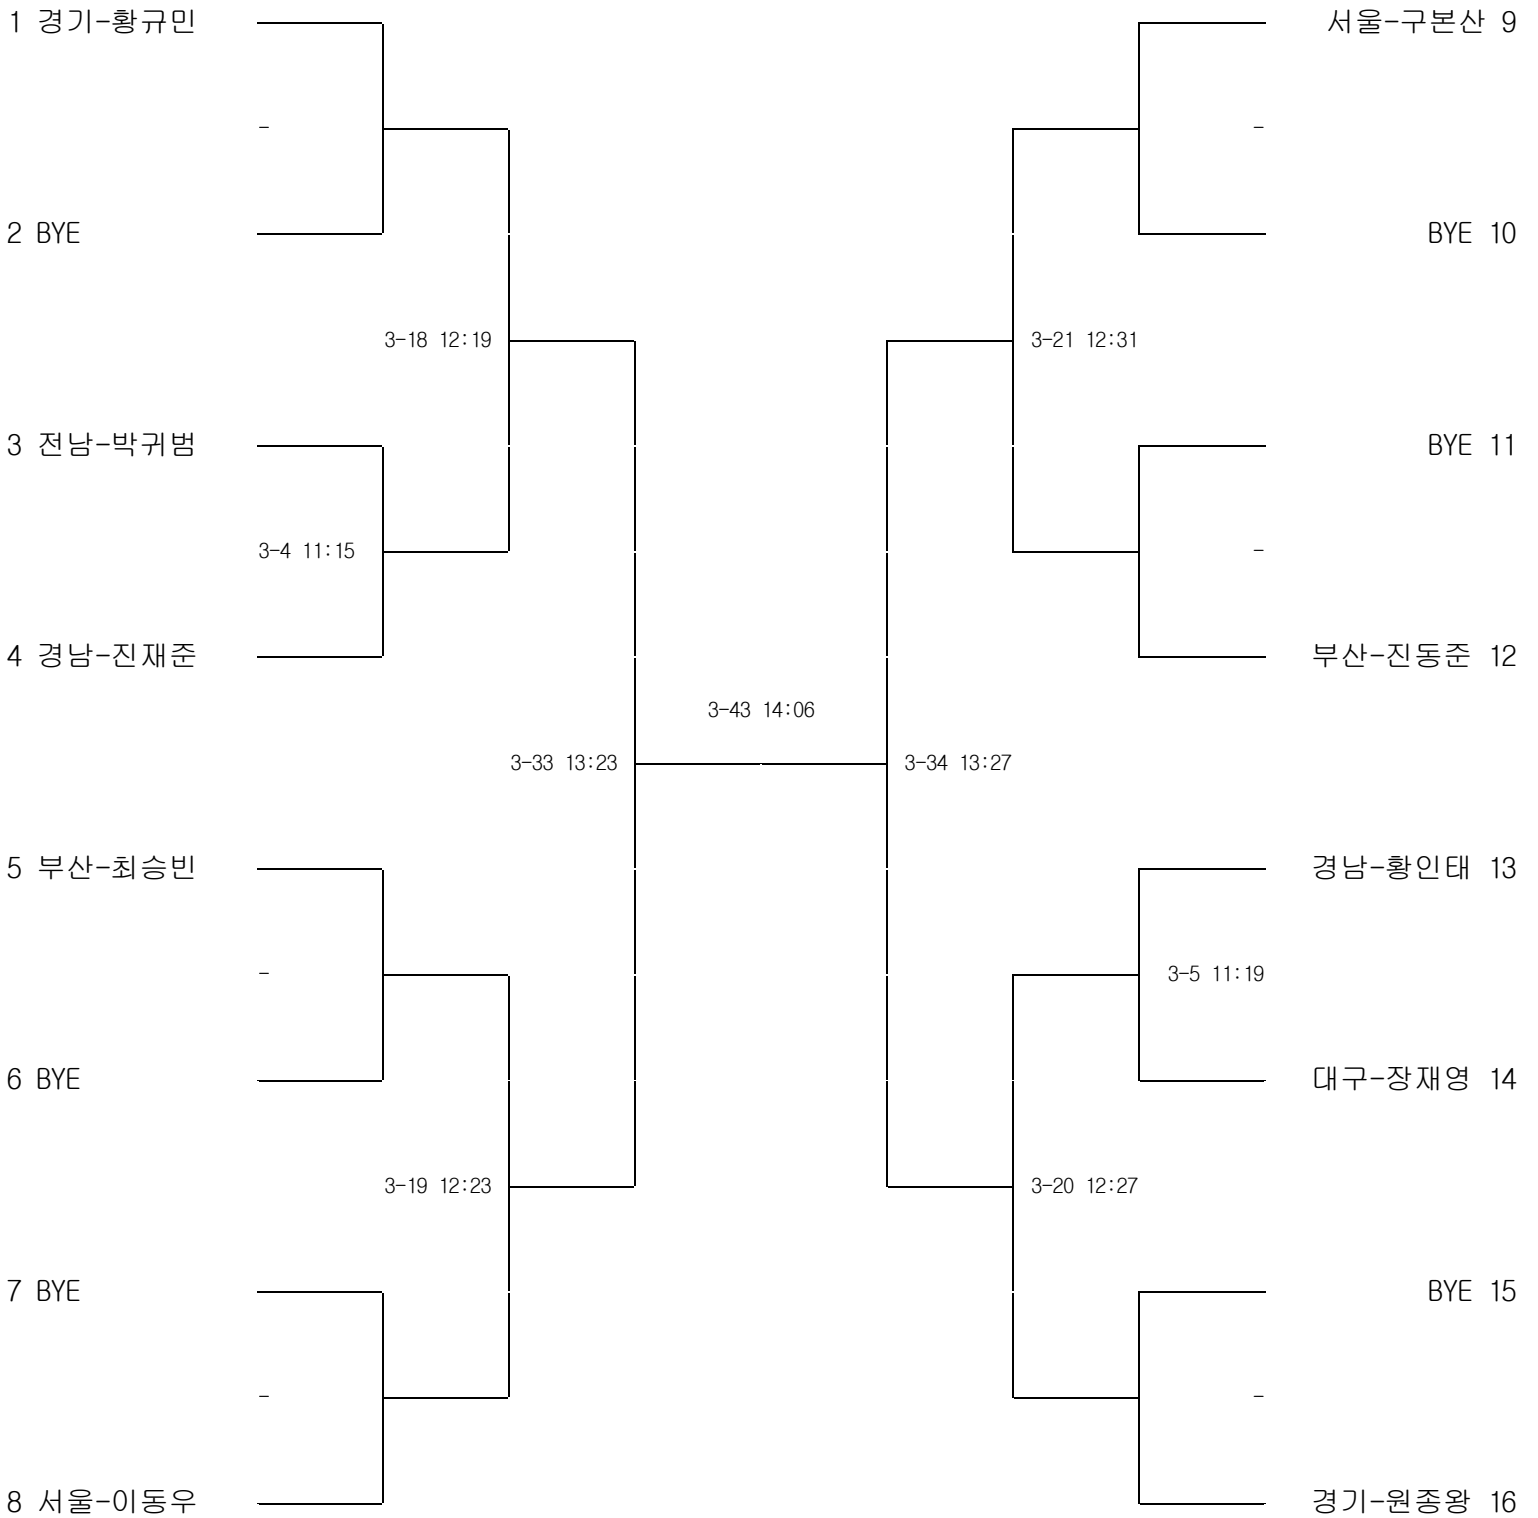 1 경기-황규민
서울-구본산 9
-
-
2 BYE
BYE 10
3-18 12:19
3-21 12:31
3 전남-박귀범
BYE 11
3-4 11:15
-
4 경남-진재준
부산-진동준 12
3-43 14:06
3-33 13:23
3-34 13:27
5 부산-최승빈
경남-황인태 13
-
3-5 11:19
6 BYE
대구-장재영 14
3-19 12:23
3-20 12:27
7 BYE
BYE 15
-
-
8 서울-이동우
경기-원종왕 16